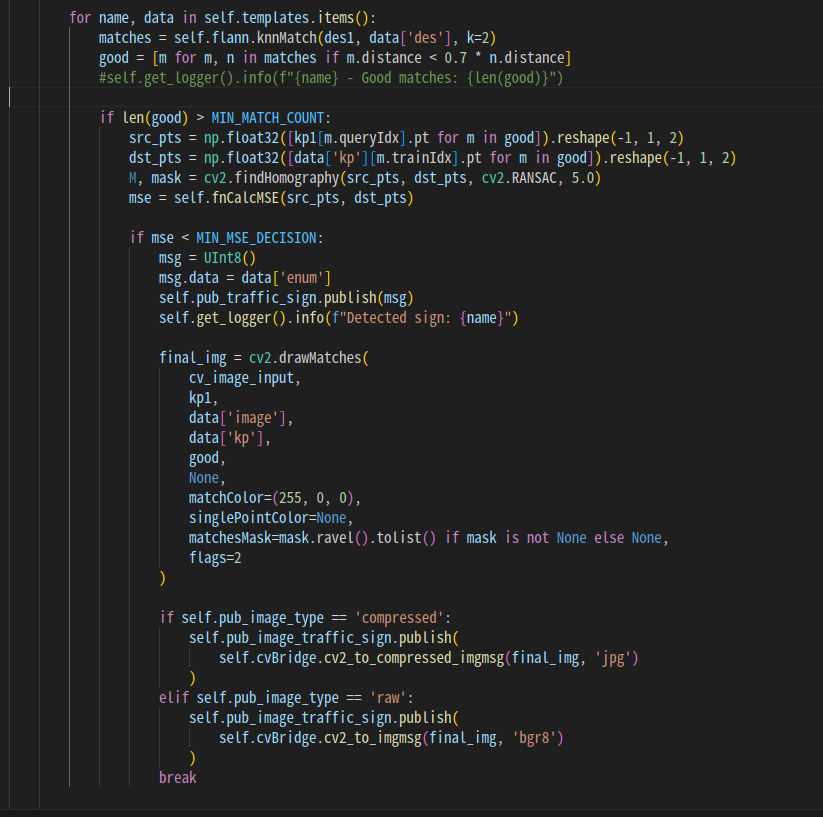 for name, data in self.templates.items():
matches = self.flann.knnMatch(des1, data['des'], k=2)
good = [m for m, n in matches if m.distance < 0.7 * n.distance]
#self.get_logger().info(f"{name} - Good matches: {len(good)}")
if len(good) > MIN_MATCH_COUNT:
src_pts = np.float32([kp1[m.queryIdx].pt for m in good]).reshape(-1, 1, 2)
dst_pts = np.float32([data['kp'][m.trainIdx].pt for m in good]).reshape(-1, 1, 2)
M, mask = cv2.findHomography(src_pts, dst_pts, cv2.RANSAC, 5.0)
mse = self.fnCalcMSE(src_pts, dst_pts)
if mse < MIN_MSE_DECISION:
msg = UInt8()
msg.data = data['enum']
self.pub_traffic_sign.publish(msg)
self.get_logger().info(f"Detected sign: {name}")
final_img = cv2.drawMatches(
cv_image_input,
kp1,
data['image'],
data['kp'],
good,
None,
matchColor=(255, 0, 0),
singlePointColor=None,
matchesMask=mask.ravel().tolist() if mask is not None else None,
flags=2
)
if self.pub_image_type == 'compressed':
self.pub_image_traffic_sign.publish(
self.cvBridge.cv2_to_compressed_imgmsg(final_img, 'jpg')
)
elif self.pub_image_type == 'raw':
self.pub_image_traffic_sign.publish(
self.cvBridge.cv2_to_imgmsg(final_img, 'bgr8')
)
break